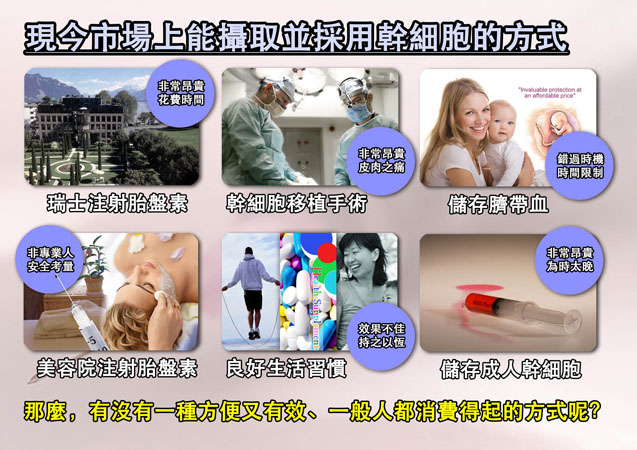 現今市場上能攝取並採用幹細胞的方式
非常昂貴
花費時間
瑞士注射胎盤素
非常昂貴
皮肉之痛
幹細胞移植手術
"Invaluable protection at
an affordable price"
錯過時機
時間限制
儲存臍帶血
非專業人
安全考量
美容院注射胎盤素
Health Supplement
效果不佳
持之以恆
良好生活習慣
非常昂貴
為時太晚
儲存成人幹細胞
那麼，有沒有一種方便又有效、一般人都消費得起的方式呢?